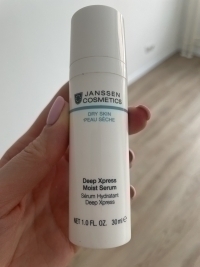 JANSSEN
COSMETICS
DRY SKIN
PEAU SÈCHE
Deep Xpress
Moist Serum
Sérum Hydratant
Deep Xpress
NET 1.0 FL. OZ. 30 ml ℮